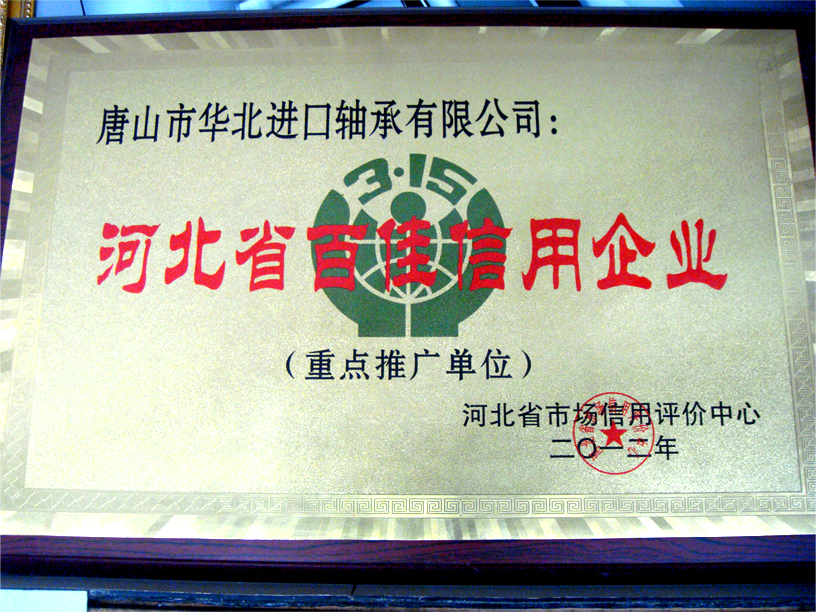 唐山市华北进口轴承有限公司：
3·15
河北省百佳信用企业
（重点推广单位）
河北省市场信用评价中心
二〇一二年